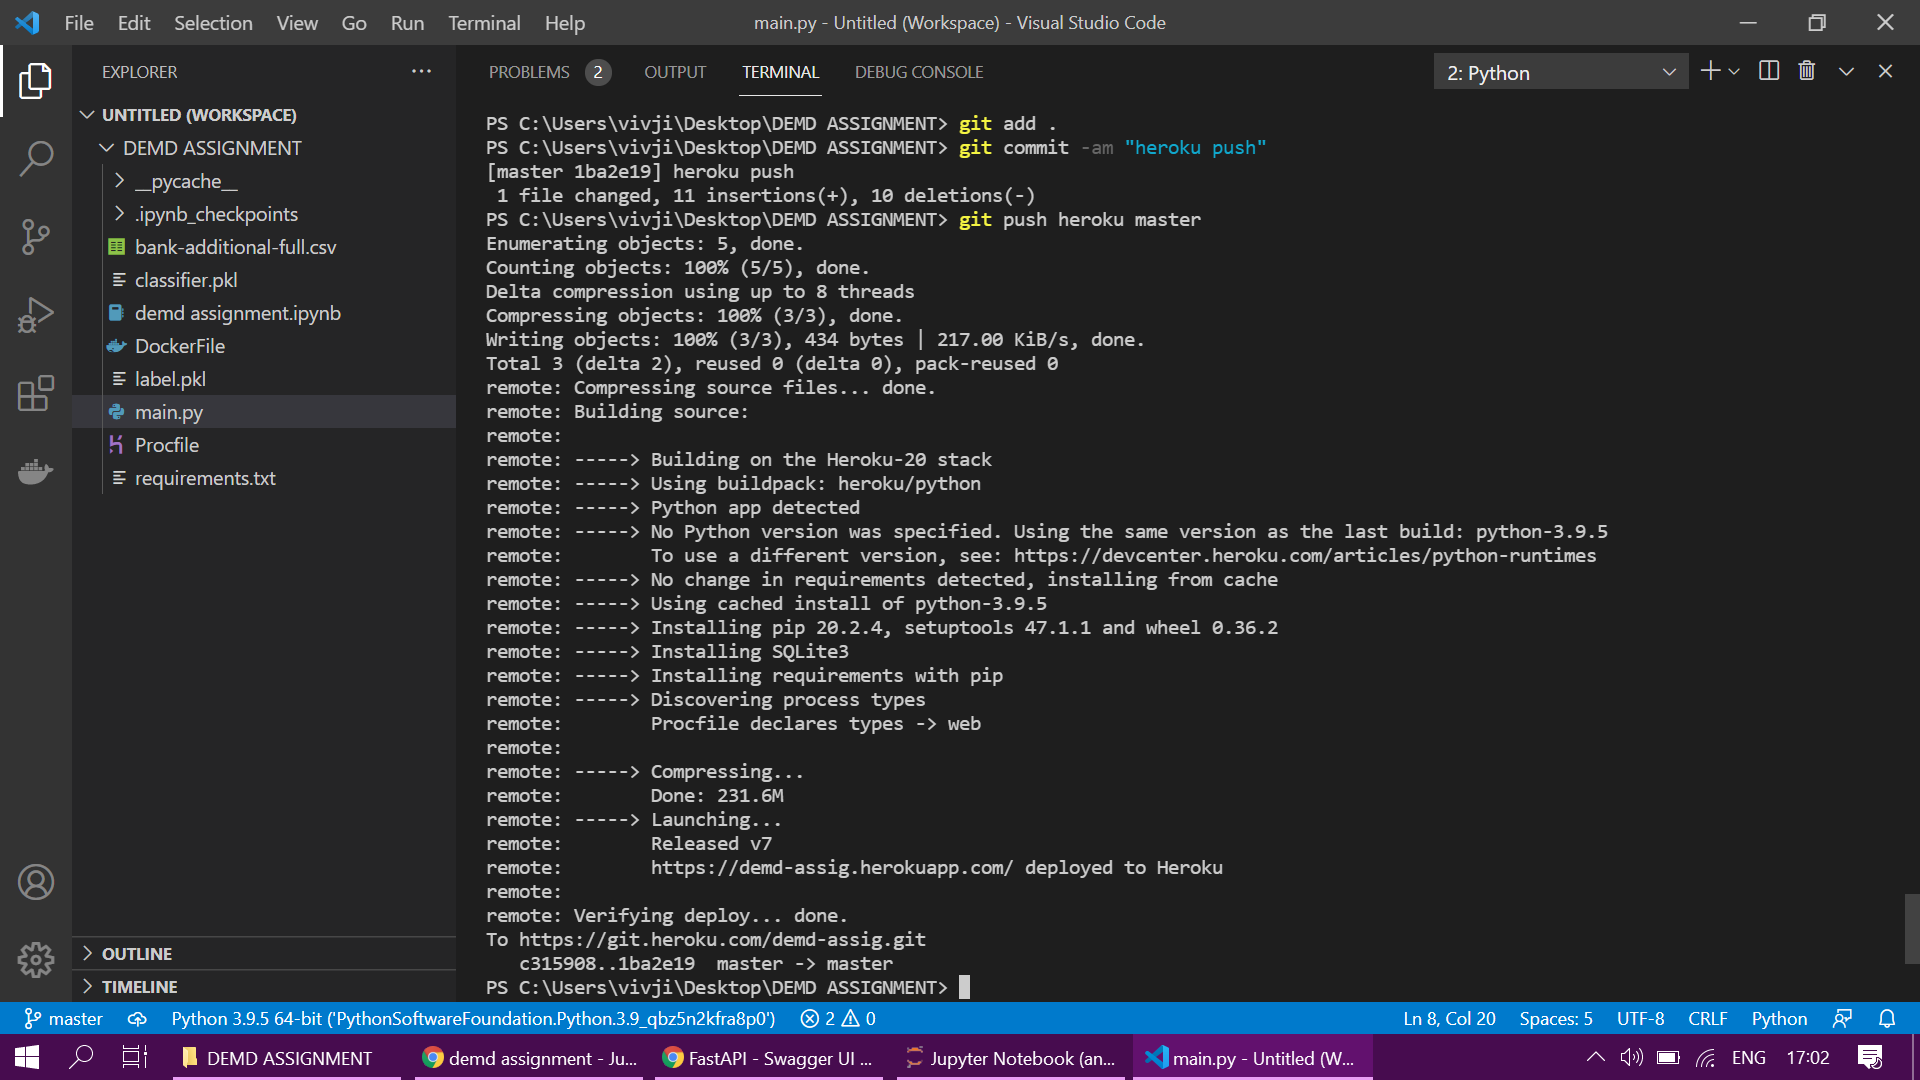 File Edit Selection View Go Run Terminal Help
main.py - Untitled (Workspace) - Visual Studio Code
EXPLORER
UNTITLED (WORKSPACE)
DEMD ASSIGNMENT
__pycache__
.ipynb_checkpoints
bank-additional-full.csv
classifier.pkl
demd assignment.ipynb
DockerFile
label.pkl
main.py
Procfile
requirements.txt
OUTLINE
TIMELINE
PROBLEMS 2 OUTPUT TERMINAL DEBUG CONSOLE
2: Python
PS C:\Users\vivji\Desktop\DEMD ASSIGNMENT> git add .
PS C:\Users\vivji\Desktop\DEMD ASSIGNMENT> git commit -am "heroku push"
[master 1ba2e19] heroku push
 1 file changed, 11 insertions(+), 10 deletions(-)
PS C:\Users\vivji\Desktop\DEMD ASSIGNMENT> git push heroku master
Enumerating objects: 5, done.
Counting objects: 100% (5/5), done.
Delta compression using up to 8 threads
Compressing objects: 100% (3/3), done.
Writing objects: 100% (3/3), 434 bytes | 217.00 KiB/s, done.
Total 3 (delta 2), reused 0 (delta 0), pack-reused 0
remote: Compressing source files... done.
remote: Building source:
remote:
remote: -----> Building on the Heroku-20 stack
remote: -----> Using buildpack: heroku/python
remote: -----> Python app detected
remote: -----> No Python version was specified. Using the same version as the last build: python-3.9.5
remote:        To use a different version, see: https://devcenter.heroku.com/articles/python-runtimes
remote: -----> No change in requirements detected, installing from cache
remote: -----> Using cached install of python-3.9.5
remote: -----> Installing pip 20.2.4, setuptools 47.1.1 and wheel 0.36.2
remote: -----> Installing SQLite3
remote: -----> Installing requirements with pip
remote: -----> Discovering process types
remote:        Procfile declares types -> web
remote:
remote: -----> Compressing...
remote:        Done: 231.6M
remote: -----> Launching...
remote:        Released v7
remote:        https://demd-assig.herokuapp.com/ deployed to Heroku
remote:
remote: Verifying deploy... done.
To https://git.heroku.com/demd-assig.git
   c315908..1ba2e19  master -> master
PS C:\Users\vivji\Desktop\DEMD ASSIGNMENT>
master Python 3.9.5 64-bit ('PythonSoftwareFoundation.Python.3.9_qbz5n2kfra8p0') 2 0 Ln 8, Col 20 Spaces: 5 UTF-8 CRLF Python
DEMD ASSIGNMENT demd assignment - Ju... FastAPI - Swagger UI ... Jupyter Notebook (an... main.py - Untitled (W... ENG 17:02